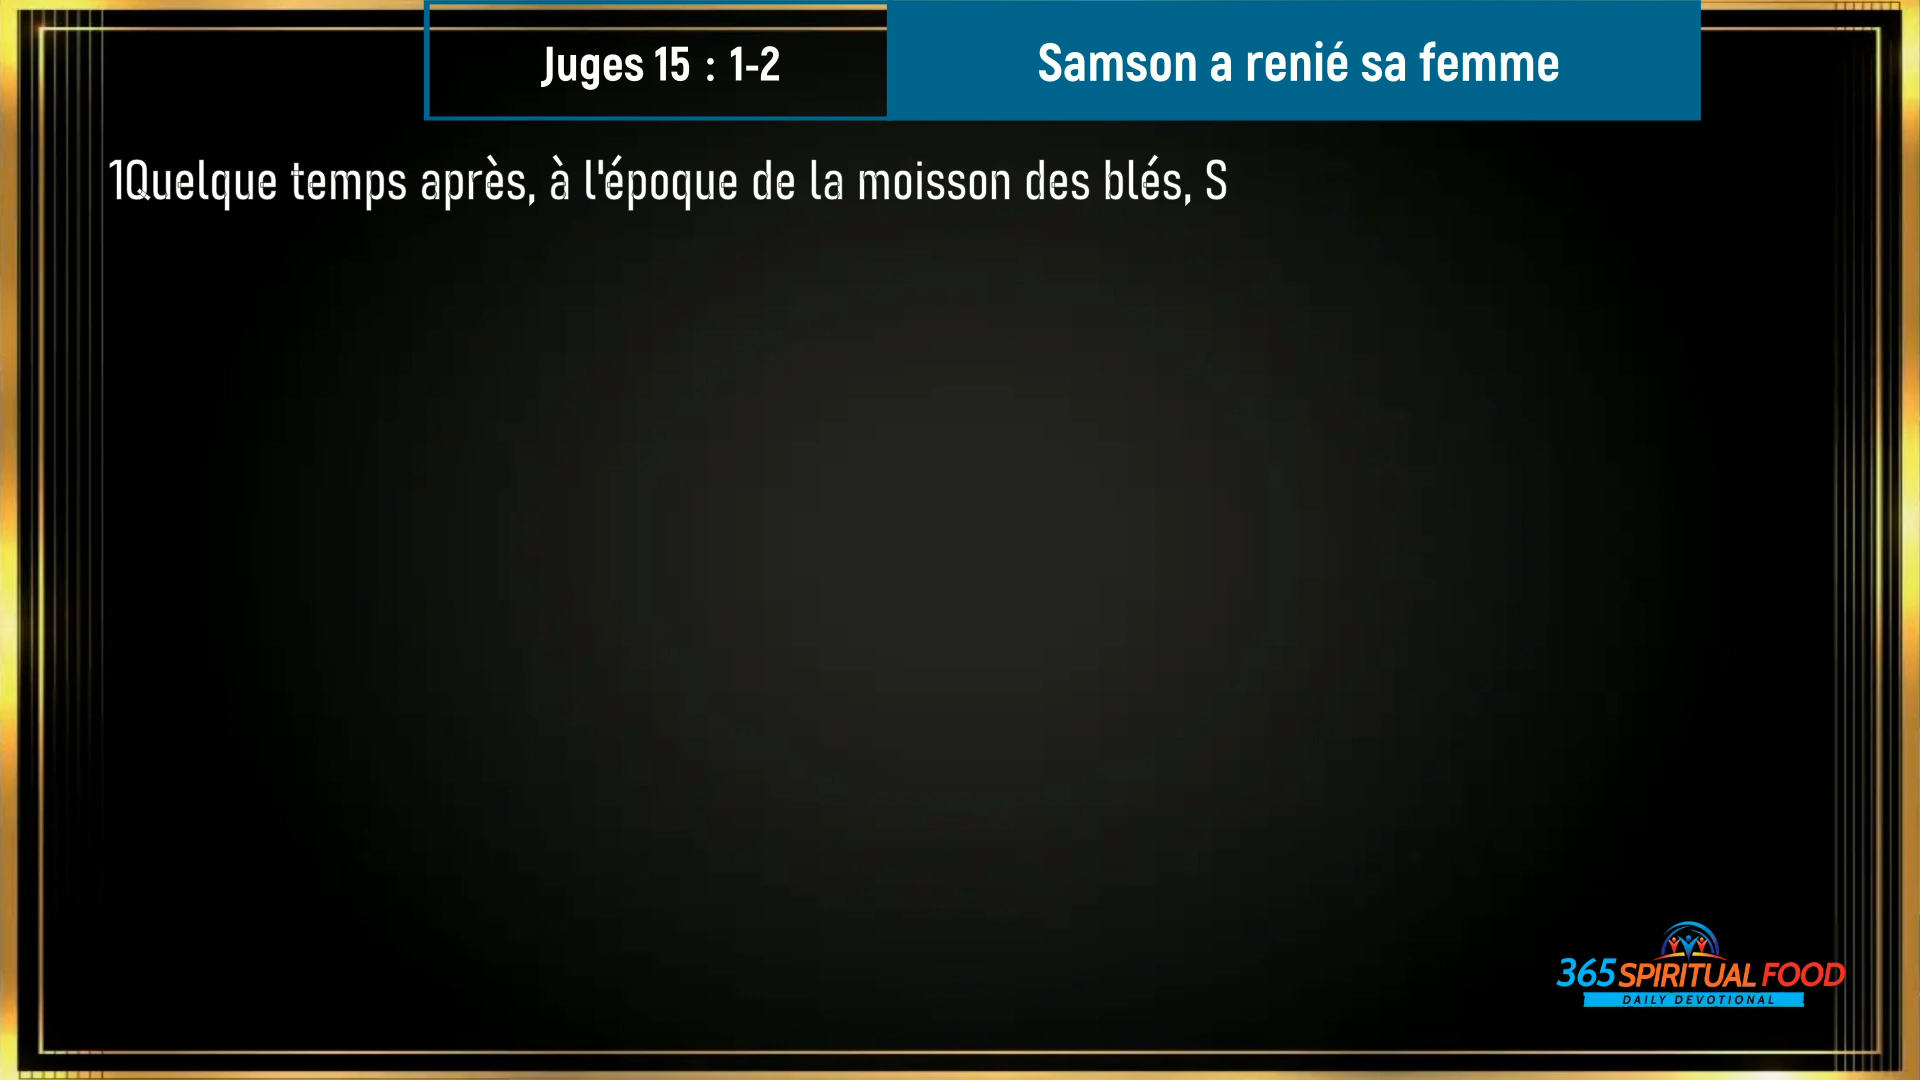 Juges 15 : 1-2
Samson a renié sa femme
1Quelque temps après, à l'époque de la moisson des blés, S
365 SPIRITUAL FOOD
DAILY DEVOTIONAL